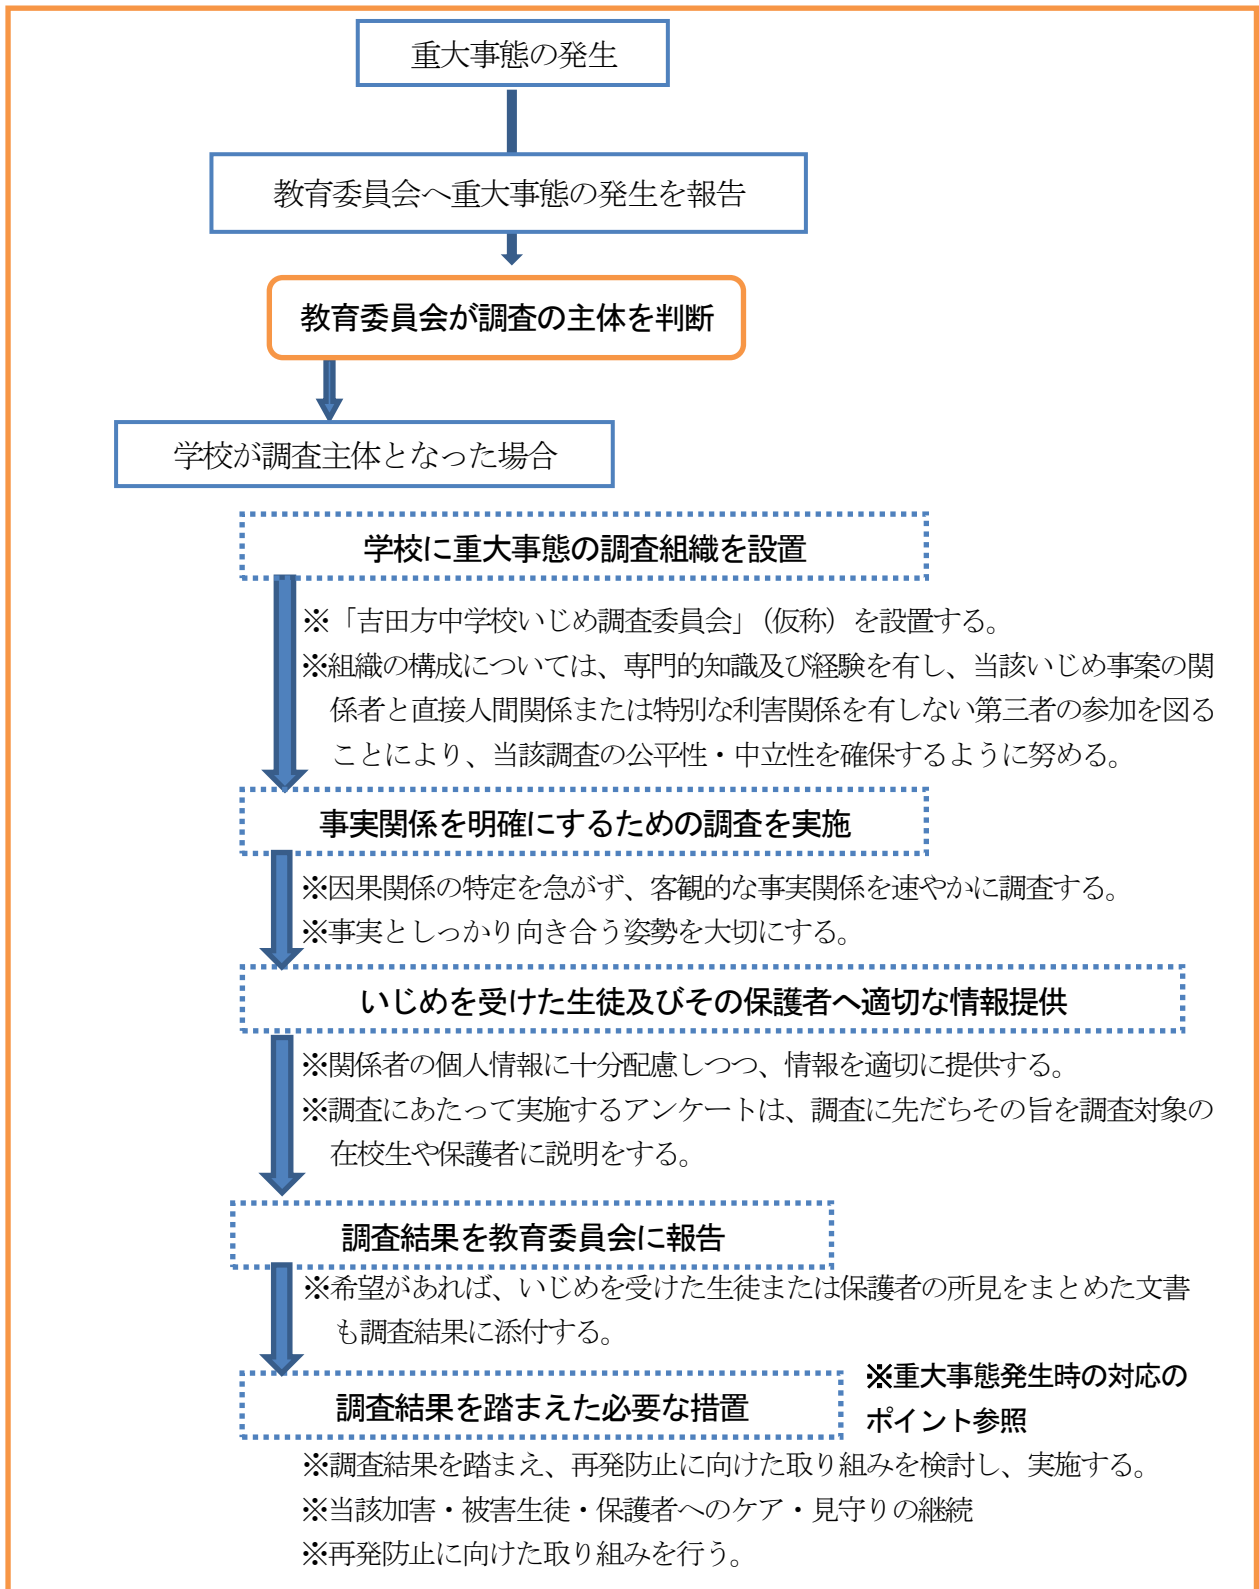 重大事態の発生
教育委員会へ重大事態の発生を報告
教育委員会が調査の主体を判断
学校が調査主体となった場合
学校に重大事態の調査組織を設置
※「吉田方中学校いじめ調査委員会」（仮称）を設置する。
※組織の構成については、専門的知識及び経験を有し、当該いじめ事案の関
係者と直接人間関係または特別な利害関係を有しない第三者の参加を図る
ことにより、当該調査の公平性・中立性を確保するように努める。
事実関係を明確にするための調査を実施
※因果関係の特定を急がず、客観的な事実関係を速やかに調査する。
※事実としっかり向き合う姿勢を大切にする。
いじめを受けた生徒及びその保護者へ適切な情報提供
※関係者の個人情報に十分配慮しつつ、情報を適切に提供する。
※調査にあたって実施するアンケートは、調査に先だちその旨を調査対象の
在校生や保護者に説明をする。
調査結果を教育委員会に報告
※希望があれば、いじめを受けた生徒または保護者の所見をまとめた文書
も調査結果に添付する。
調査結果を踏まえた必要な措置
※重大事態発生時の対応の
ポイント参照
※調査結果を踏まえ、再発防止に向けた取り組みを検討し、実施する。
※当該加害・被害生徒・保護者へのケア・見守りの継続
※再発防止に向けた取り組みを行う。